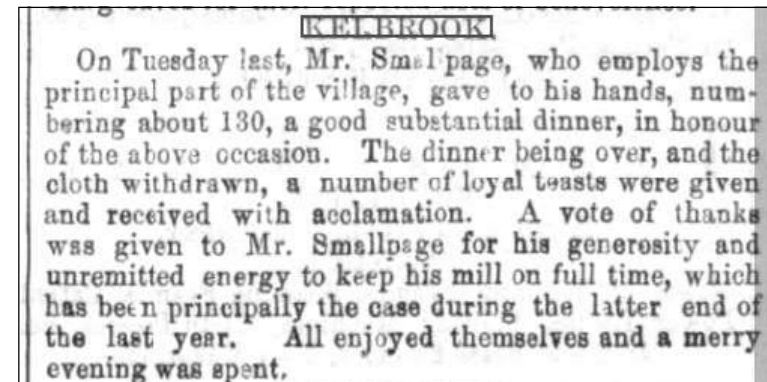 KELBROOK
On Tuesday last, Mr. Smallpage, who employs the
principal part of the village, gave to his hands, num-
bering about 130, a good substantial dinner, in honour
of the above occasion. The dinner being over, and the
cloth withdrawn, a number of loyal toasts were given
and received with acclamation. A vote of thanks
was given to Mr. Smallpage for his generosity and
unremitted energy to keep his mill on full time, which
has been principally the case during the latter end of
the last year. All enjoyed themselves and a merry
evening was spent.